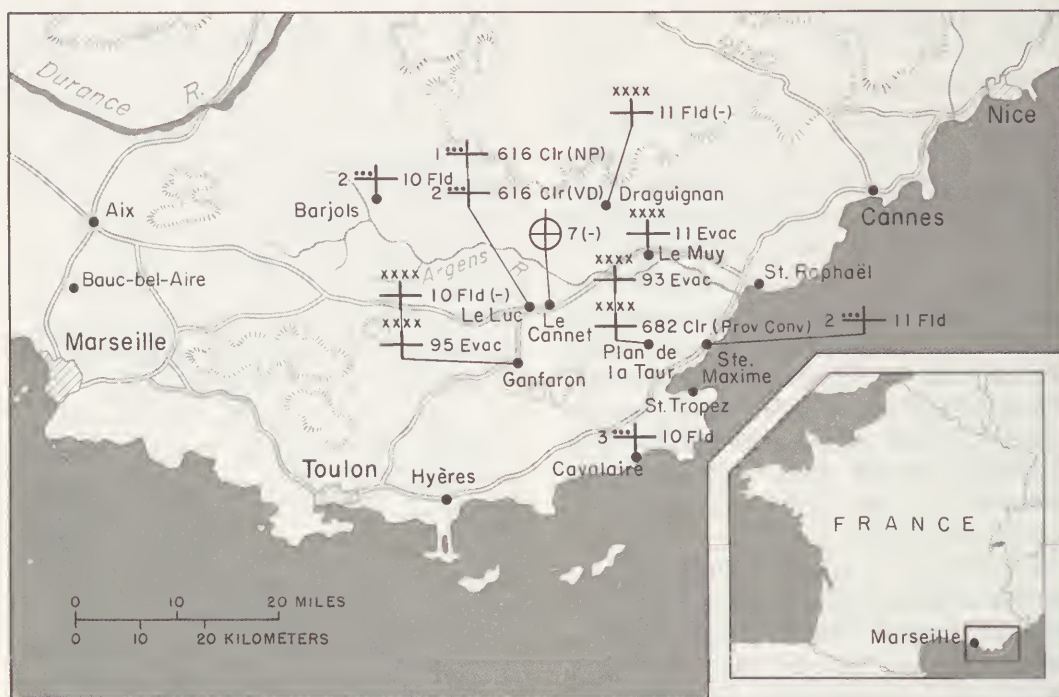 Durance R.
xxxx
11 Fld (-)
Nice
1 616 Clr (NP)
2 10 Fld
2 616 Clr (VD)
Draguignan
Barjols
Cannes
Aix
7 (-)
xxxx
11 Evac
Le Muy
Argens R.
xxxx
93 Evac
St. Raphaël
Bauc-bel-Aire
xxxx
10 Fld (-)
Le Luc
Le
Cannet
682 Clr (Prov Conv)
xxxx
2 11 Fld
Marseille
xxxx
95 Evac
Plan de
la Taur
Ste.
Maxime
Ganfaron
St. Tropez
3 10 Fld
Toulon
Hyères
Cavalaire
FRANCE
0 10 20 MILES
0 10 20 KILOMETERS
Marseille